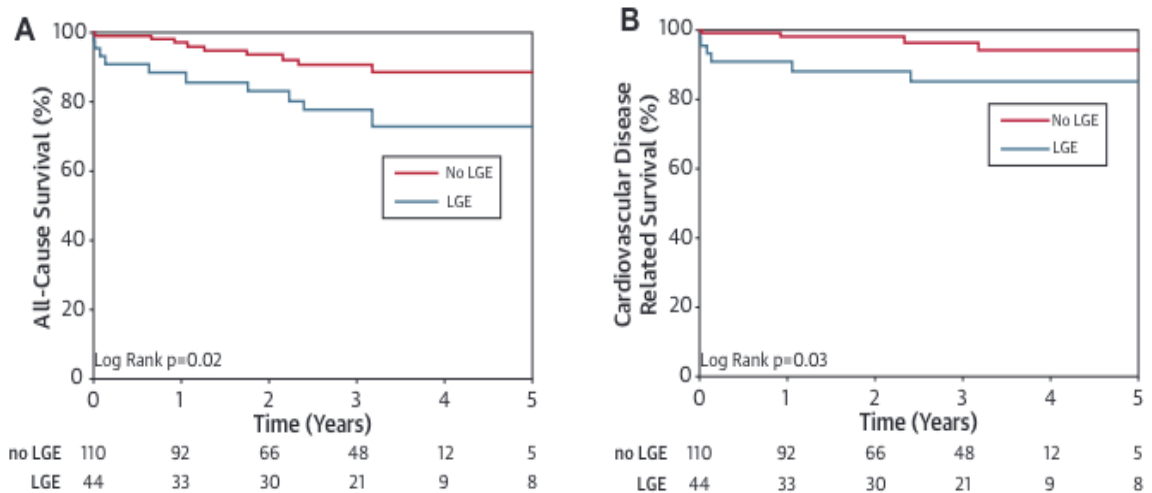 A
All-Cause Survival (%)
100
80
60
40
20
0
No LGE
LGE
Log Rank p=0.02
0 1 2 3 4 5
Time (Years)
no LGE 110 92 66 48 12 5
LGE 44 33 30 21 9 8
B
Cardiovascular Disease
Related Survival (%)
100
80
60
40
20
0
No LGE
LGE
Log Rank p=0.03
0 1 2 3 4 5
Time (Years)
no LGE 110 92 66 48 12 5
LGE 44 33 30 21 9 8